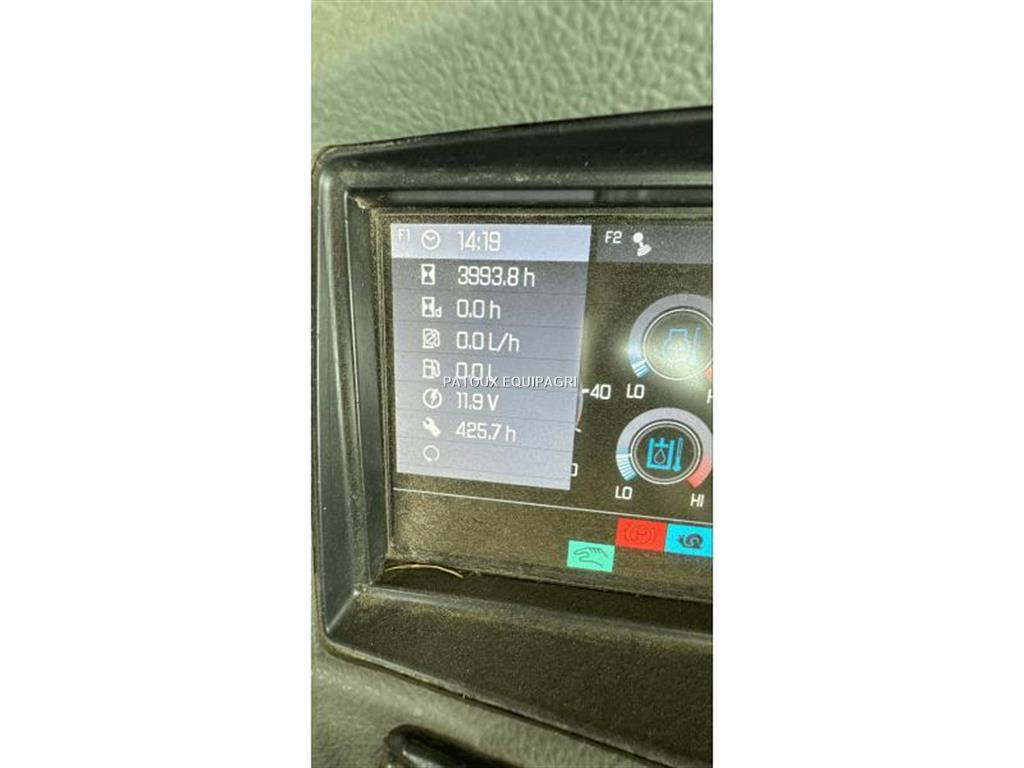 F1 14:19
F2
3993.8 h
d 0.0 h
0.0 L/h
0.0 L
PATOUX EQUIPAGRI
11.9 V
425.7 h
40 LO
LO HI
P